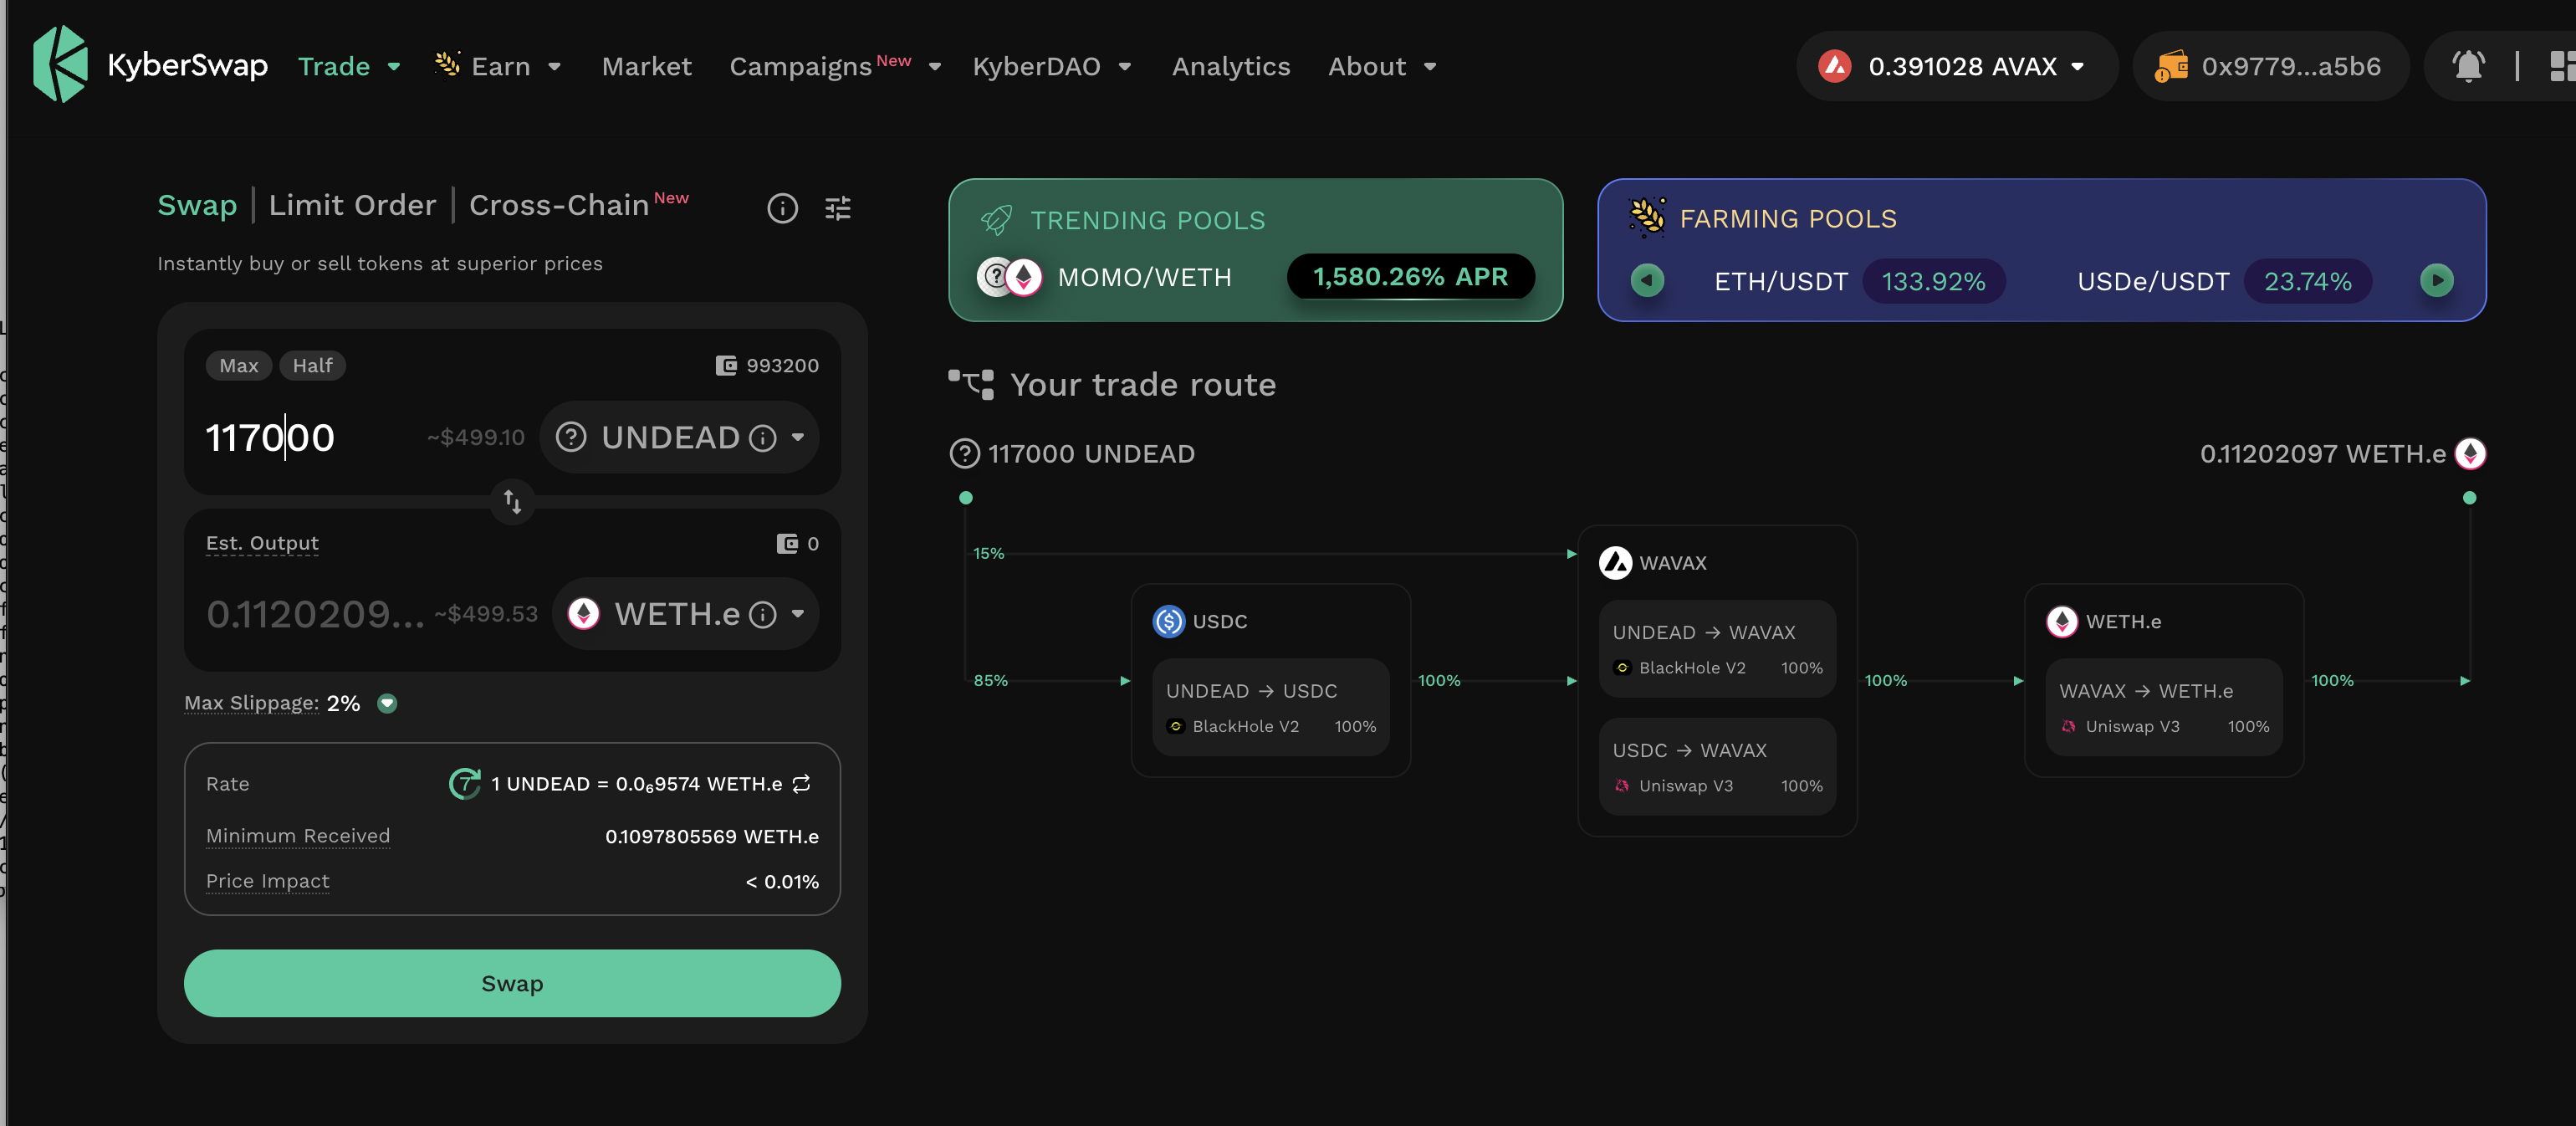 KyberSwap Trade Earn Market Campaigns New KyberDAO Analytics About 0.391028 AVAX 0x9779...a5b6
Swap | Limit Order | Cross-Chain New
Instantly buy or sell tokens at superior prices
Max Half 993200
117000 ~$499.10 UNDEAD
Est. Output 0
0.1120209... ~$499.53 WETH.e
Max Slippage: 2%
Rate 7 1 UNDEAD = 0.0₆9574 WETH.e
Minimum Received 0.1097805569 WETH.e
Price Impact < 0.01%
Swap
TRENDING POOLS
MOMO/WETH 1,580.26% APR
FARMING POOLS
ETH/USDT 133.92% USDe/USDT 23.74%
Your trade route
117000 UNDEAD 0.11202097 WETH.e
15%
85%
USDC
UNDEAD → USDC
BlackHole V2 100%
100%
WAVAX
UNDEAD → WAVAX
BlackHole V2 100%
USDC → WAVAX
Uniswap V3 100%
100%
WETH.e
WAVAX → WETH.e
Uniswap V3 100%
100%